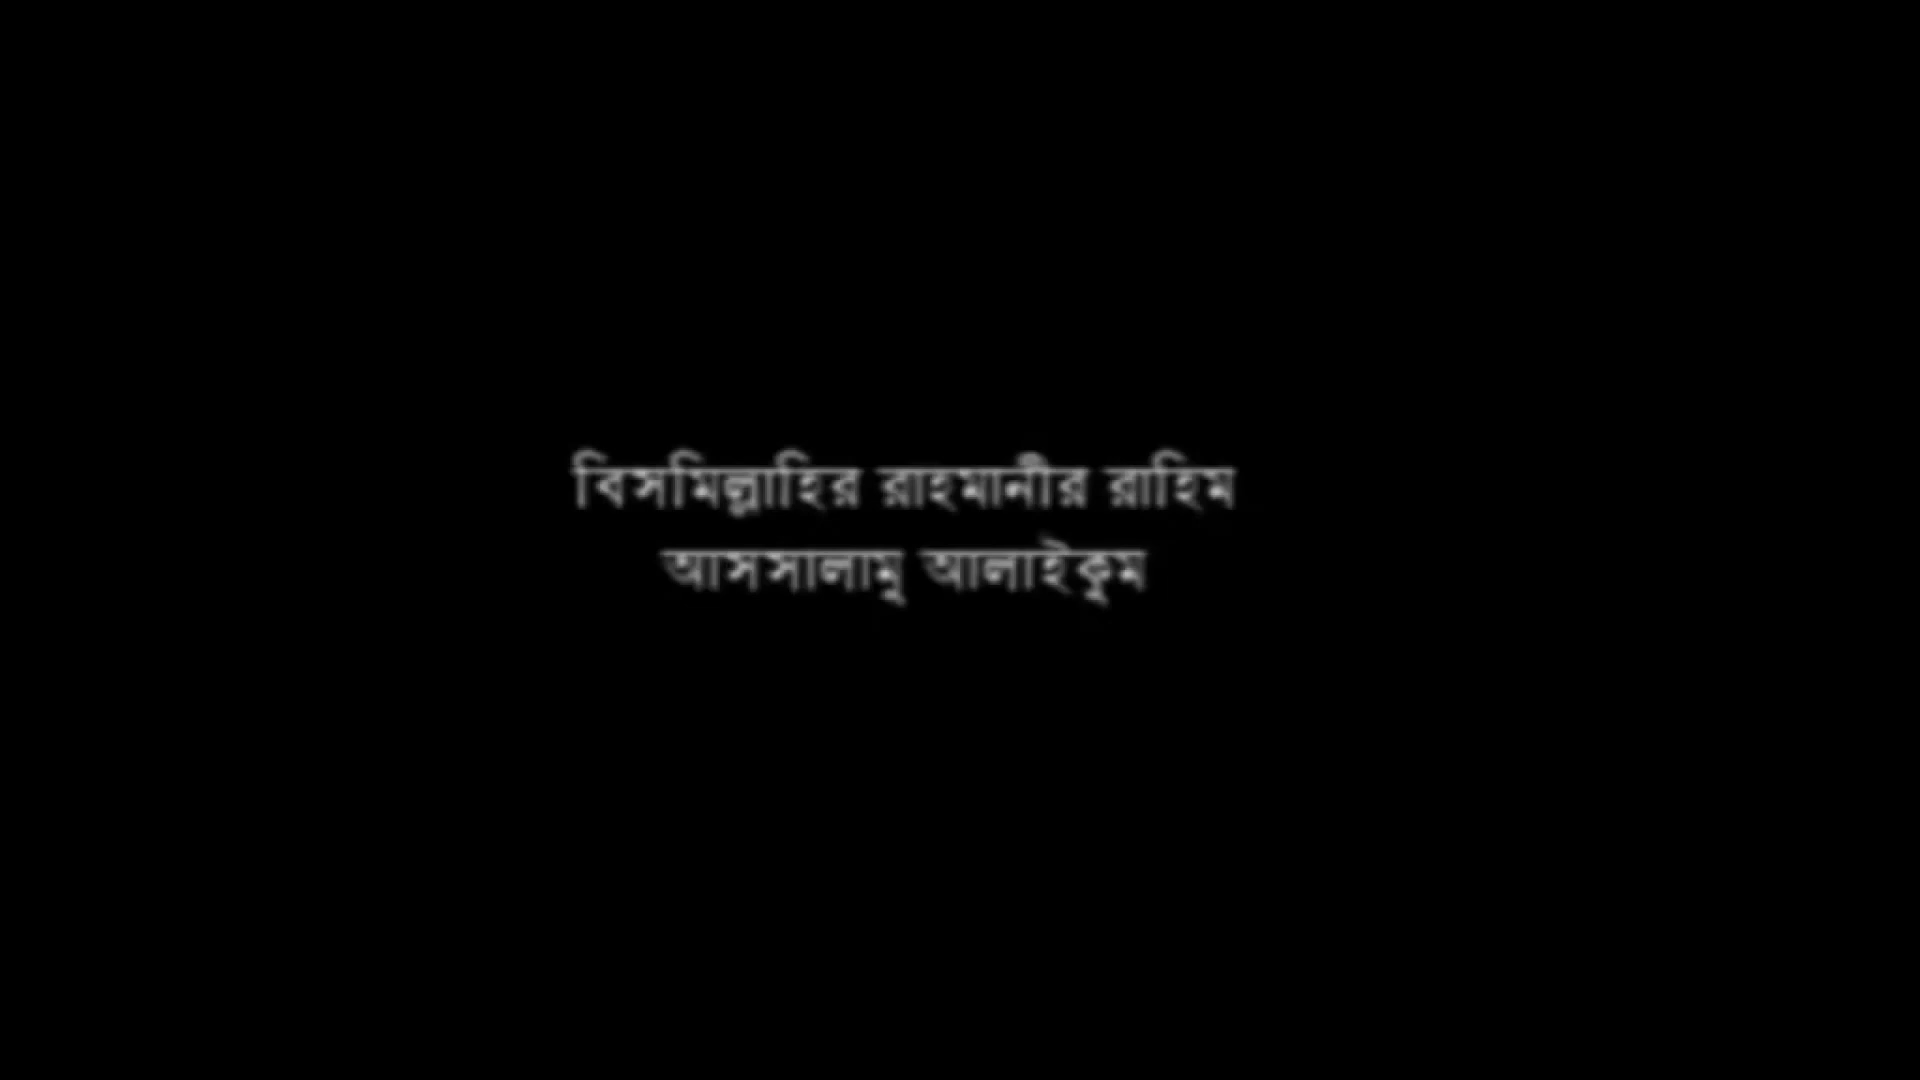 বিসমিল্লাহির রাহমানীর রাহিম
আসসালামু আলাইকুম